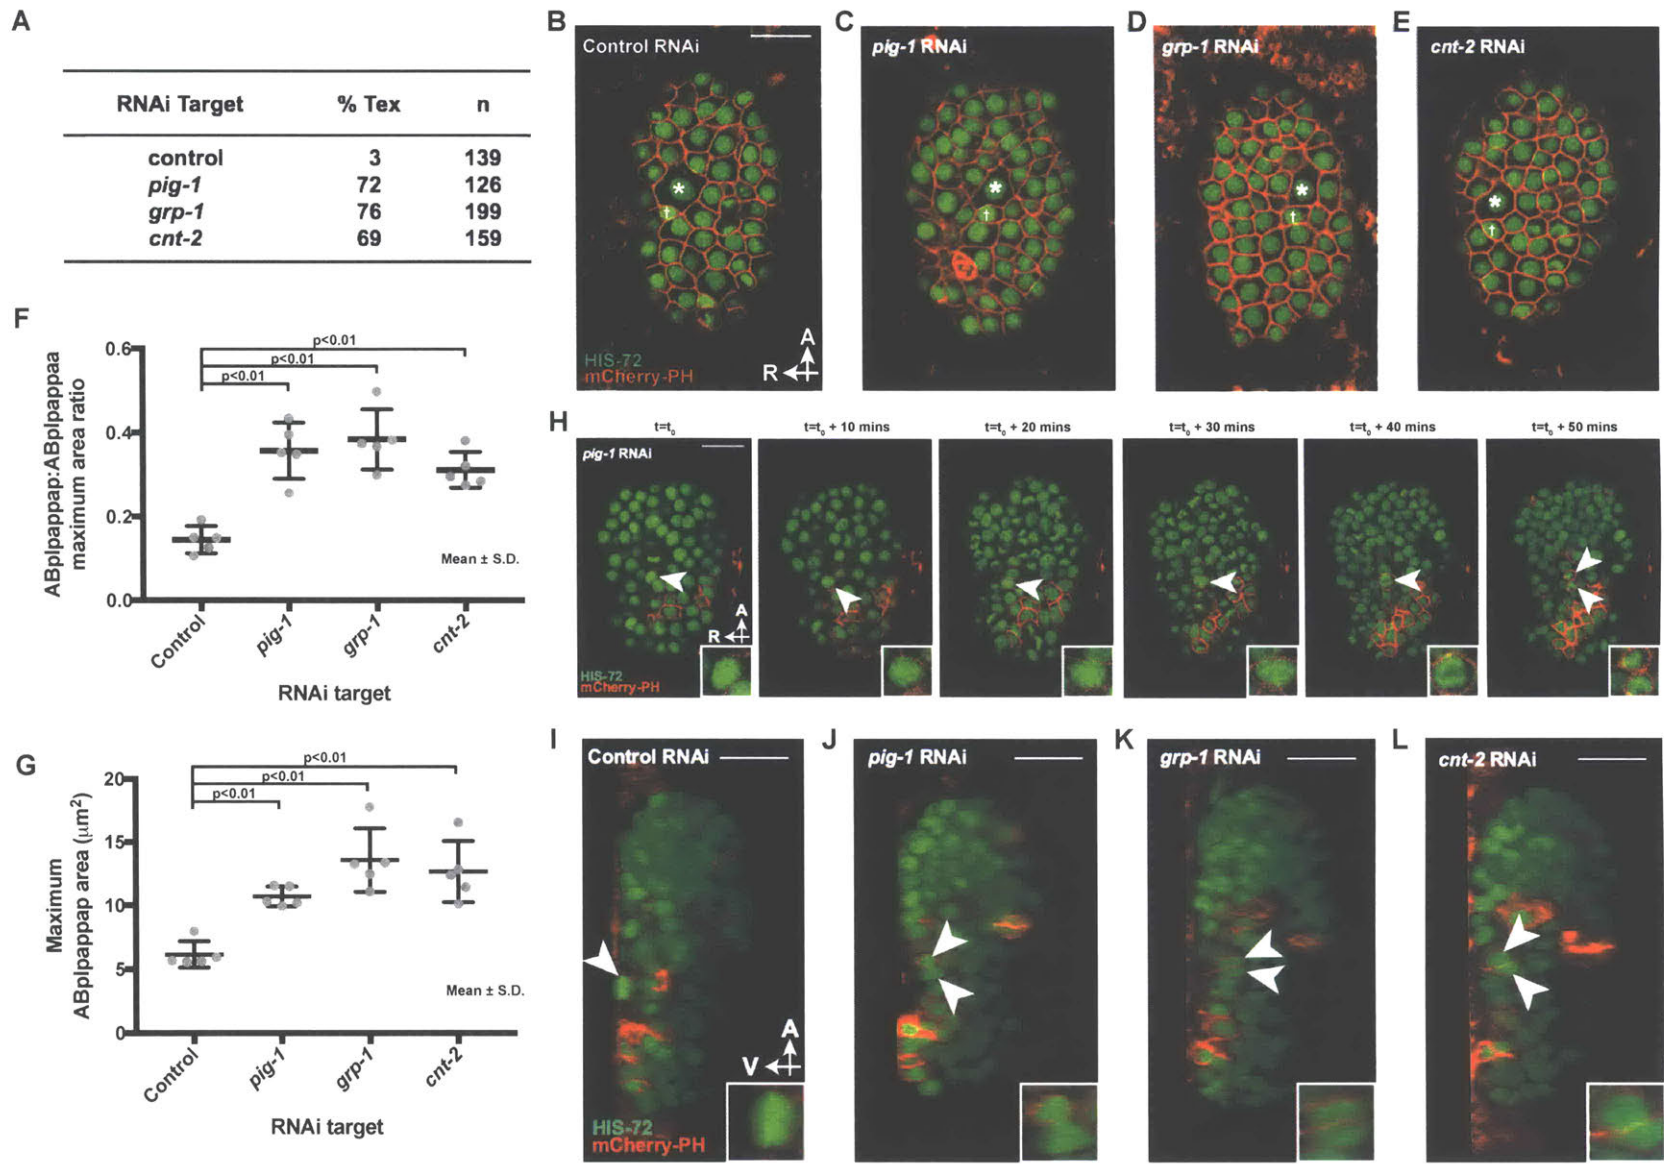 A
RNAi Target % Tex n
control 3 139
pig-1 72 126
grp-1 76 199
cnt-2 69 159
B
Control RNAi
*
†
HIS-72
mCherry-PH
A
R
C
pig-1 RNAi
*
†
D
grp-1 RNAi
*
†
E
cnt-2 RNAi
*
†
F
ABplpappap:ABplpappaa
maximum area ratio
0.6
0.4
0.2
0.0
p<0.01
p<0.01
p<0.01
Mean ± S.D.
Control
pig-1
grp-1
cnt-2
RNAi target
G
Maximum
ABplpappap area (μm²)
20
15
10
5
0
p<0.01
p<0.01
p<0.01
Mean ± S.D.
Control
pig-1
grp-1
cnt-2
RNAi target
H
t=t₀
t=t₀ + 10 mins
t=t₀ + 20 mins
t=t₀ + 30 mins
t=t₀ + 40 mins
t=t₀ + 50 mins
pig-1 RNAi
A
R
HIS-72
mCherry-PH
I
Control RNAi
A
V
HIS-72
mCherry-PH
J
pig-1 RNAi
K
grp-1 RNAi
L
cnt-2 RNAi